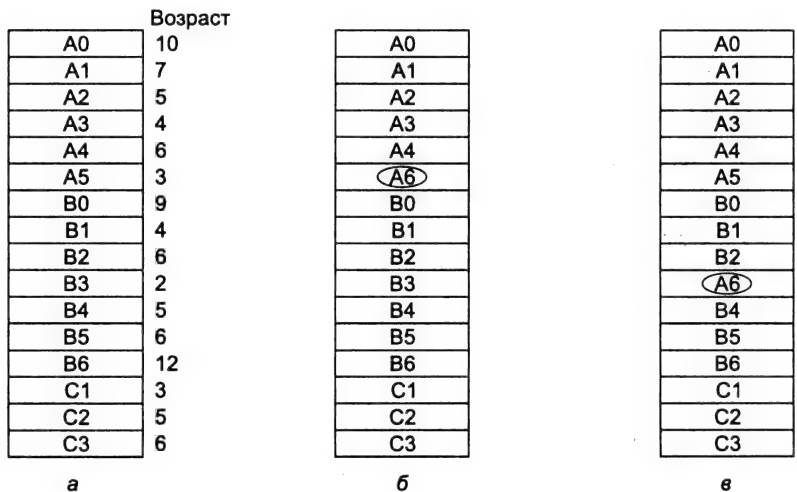 Возраст
A0 10 A0 A0
A1 7 A1 A1
A2 5 A2 A2
A3 4 A3 A3
A4 6 A4 A4
A5 3 A6 A5
B0 9 B0 B0
B1 4 B1 B1
B2 6 B2 B2
B3 2 B3 A6
B4 5 B4 B4
B5 6 B5 B5
B6 12 B6 B6
C1 3 C1 C1
C2 5 C2 C2
C3 6 C3 C3
а б в